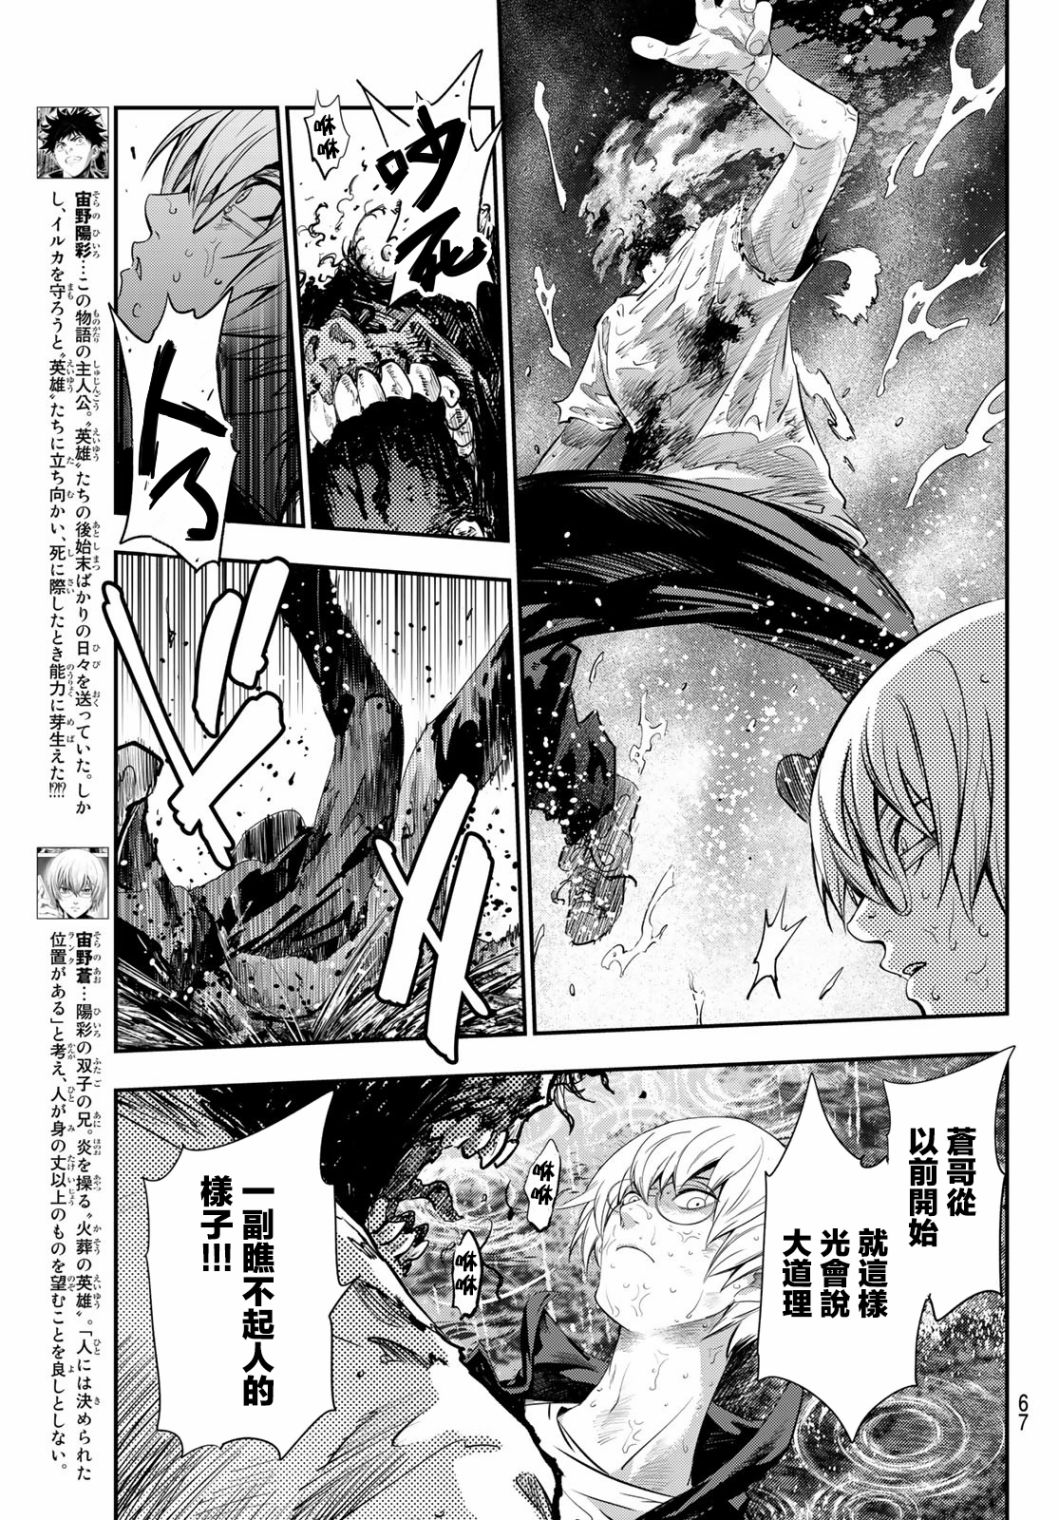 咻
咻
吵
死
人
了
蒼哥從
以前開始
就這樣
光會說
大道理
咻
咻
咻
咻
一副瞧不起人的
樣子!!!
宙野陽彩…この物語の主人公。〝英雄〟たちの後始末ばかりの日々を送っていた。しか
し、イルカを守ろうと〝英雄〟たちに立ち向かい、死に際したとき能力に芽生えた!?!?
宙野蒼…陽彩の双子の兄。炎を操る〝火葬の英雄〟。「人には決められた
位置がある」と考え、人が身の丈以上のものを望むことを良しとしない。
67